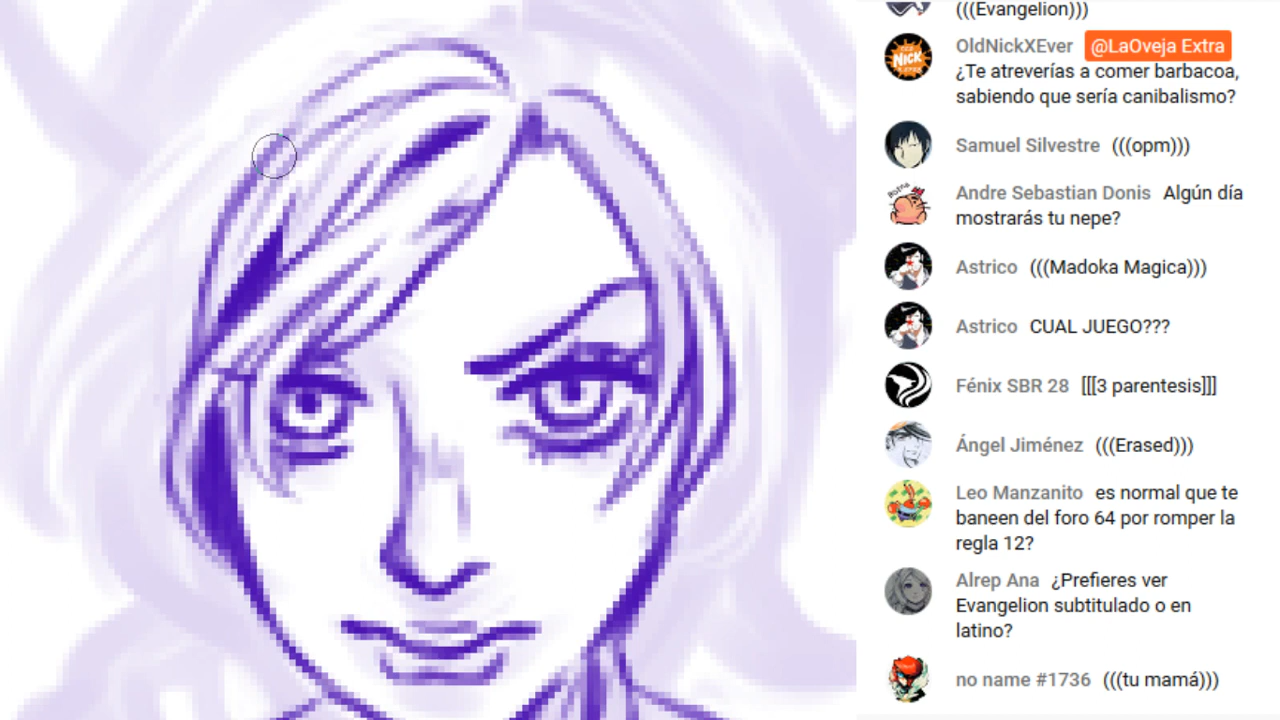 (((Evangelion)))
OldNickXEver @LaOveja Extra
¿Te atreverías a comer barbacoa,
sabiendo que sería canibalismo?
Samuel Silvestre (((opm)))
Andre Sebastian Donis Algún día
mostrarás tu nepe?
Astrico (((Madoka Magica)))
Astrico CUAL JUEGO???
Fénix SBR 28 [[[3 parentesis]]]
Ángel Jiménez (((Erased)))
Leo Manzanito es normal que te
baneen del foro 64 por romper la
regla 12?
Alrep Ana ¿Prefieres ver
Evangelion subtitulado o en
latino?
no name #1736 (((tu mamá)))
NICK